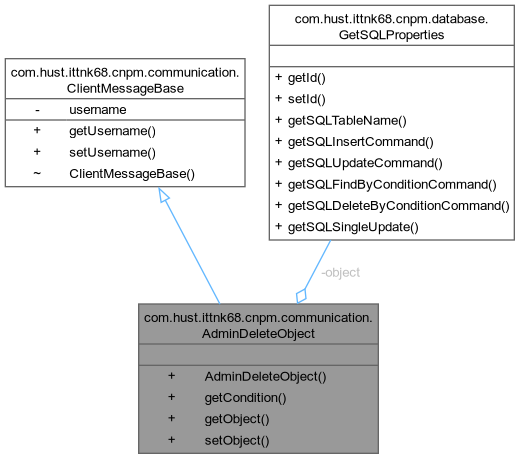 com.hust.ittnk68.cnpm.database.
GetSQLProperties
+ getId()
+ setId()
+ getSQLTableName()
+ getSQLInsertCommand()
+ getSQLUpdateCommand()
+ getSQLFindByConditionCommand()
+ getSQLDeleteByConditionCommand()
+ getSQLSingleUpdate()
com.hust.ittnk68.cnpm.communication.
ClientMessageBase
- username
+ getUsername()
+ setUsername()
~ ClientMessageBase()
-object
com.hust.ittnk68.cnpm.communication.
AdminDeleteObject
+ AdminDeleteObject()
+ getCondition()
+ getObject()
+ setObject()